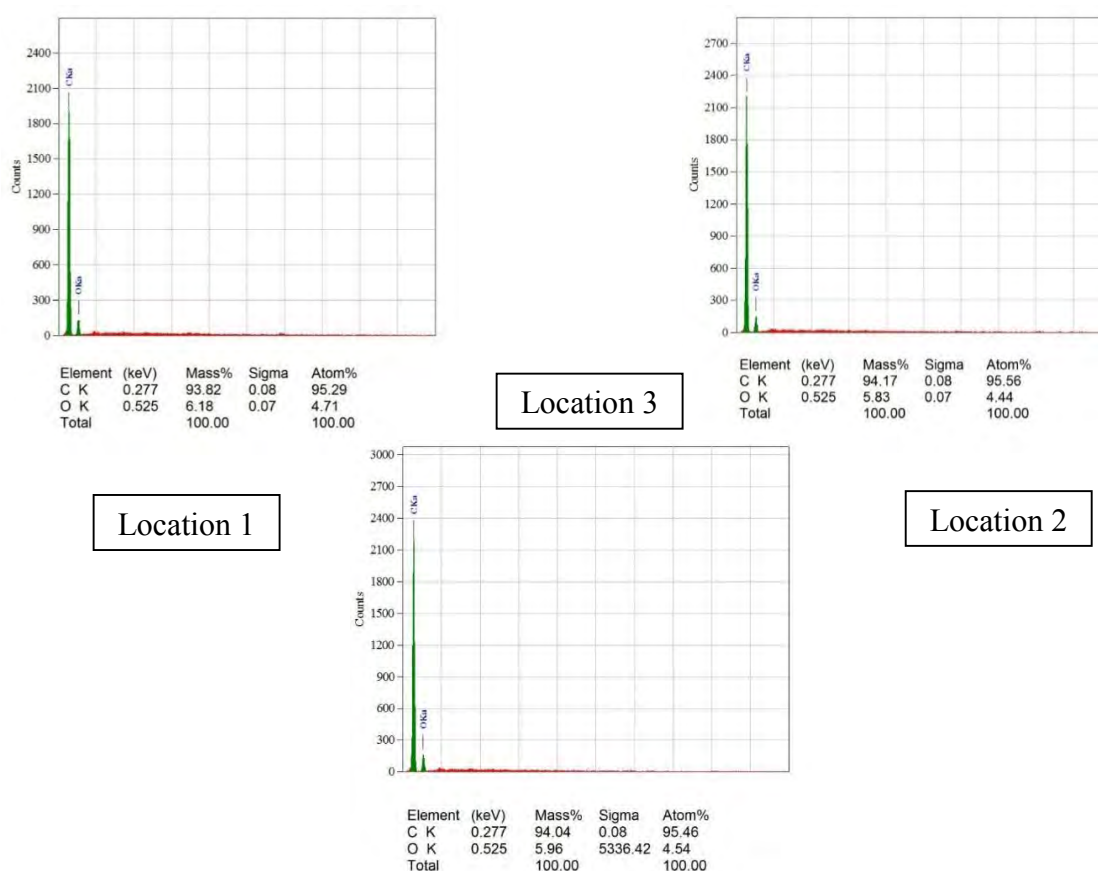 2400
2100
1800
1500
1200
900
600
300
0
Counts
CKa
OKa
Element (keV) Mass% Sigma Atom%
C K 0.277 93.82 0.08 95.29
O K 0.525 6.18 0.07 4.71
Total 100.00 100.00
Location 1
2700
2400
2100
1800
1500
1200
900
600
300
0
Counts
CKa
OKa
Element (keV) Mass% Sigma Atom%
C K 0.277 94.17 0.08 95.56
O K 0.525 5.83 0.07 4.44
Total 100.00 100.00
Location 2
Location 3
3000
2700
2400
2100
1800
1500
1200
900
600
300
0
Counts
CKa
OKa
Element (keV) Mass% Sigma Atom%
C K 0.277 94.04 0.08 95.46
O K 0.525 5.96 5336.42 4.54
Total 100.00 100.00